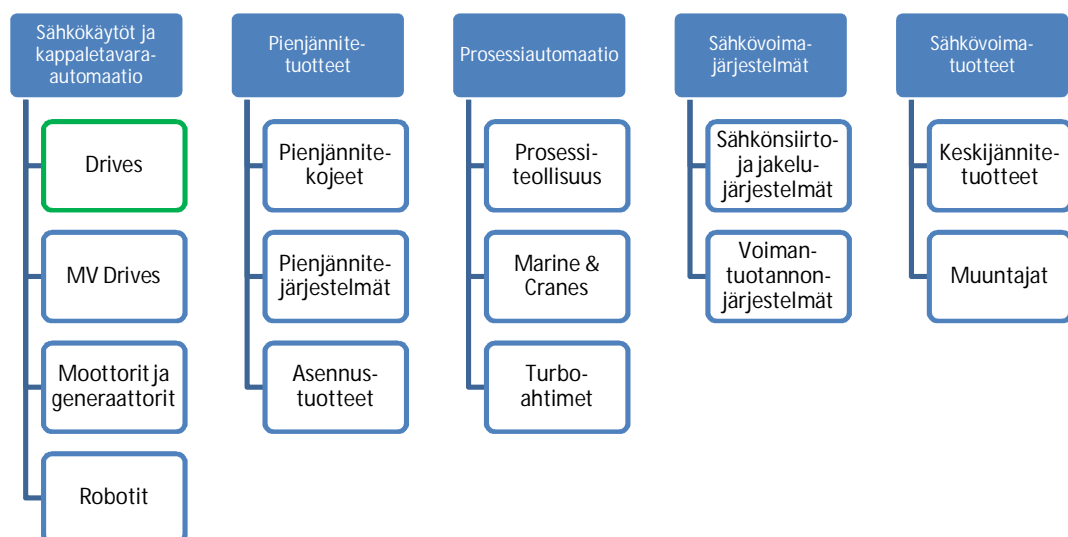 Sähkökäytöt ja
kappaletavara-
automaatio
Drives
MV Drives
Moottorit ja
generaattorit
Robotit
Pienjännite-
tuotteet
Pienjännite-
kojeet
Pienjännite-
järjestelmät
Asennus-
tuotteet
Prosessiautomaatio
Prosessi-
teollisuus
Marine &
Cranes
Turbo-
ahtimet
Sähkövoima-
järjestelmät
Sähkönsiirto-
ja jakelu-
järjestelmät
Voiman-
tuotannon-
järjestelmät
Sähkövoima-
tuotteet
Keskijännite-
tuotteet
Muuntajat